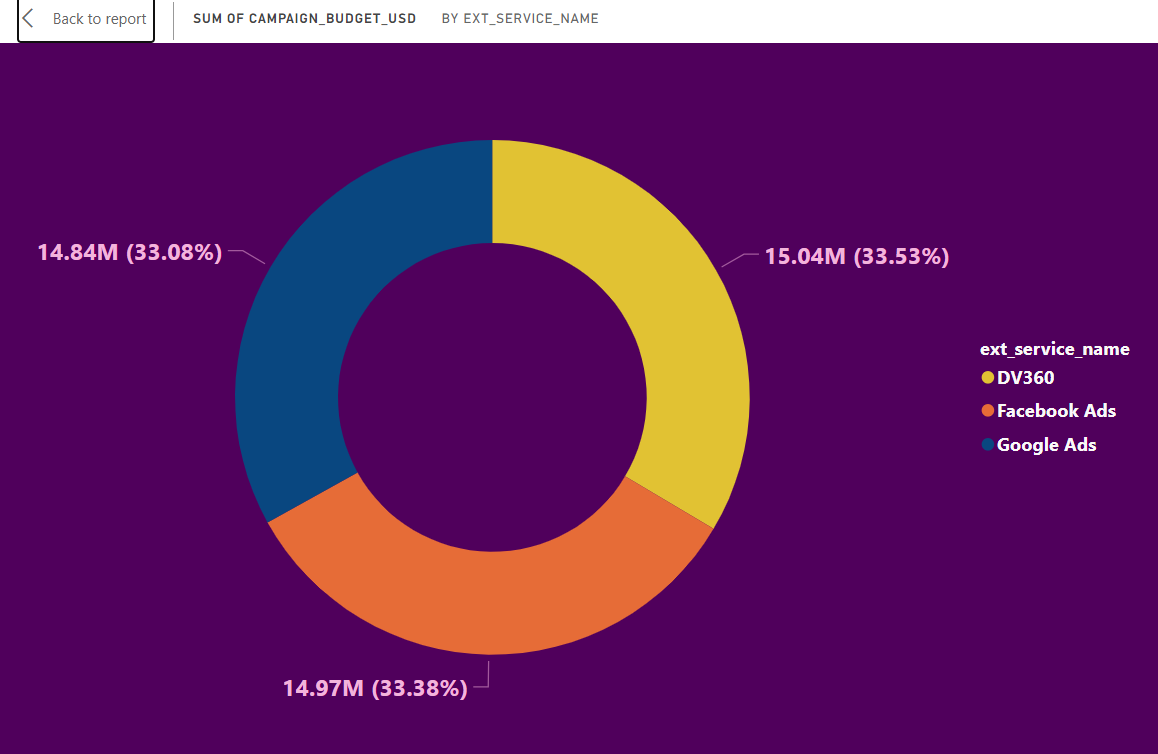 Back to report
SUM OF CAMPAIGN_BUDGET_USD BY EXT_SERVICE_NAME
14.84M (33.08%)
15.04M (33.53%)
ext_service_name
DV360
Facebook Ads
Google Ads
14.97M (33.38%)